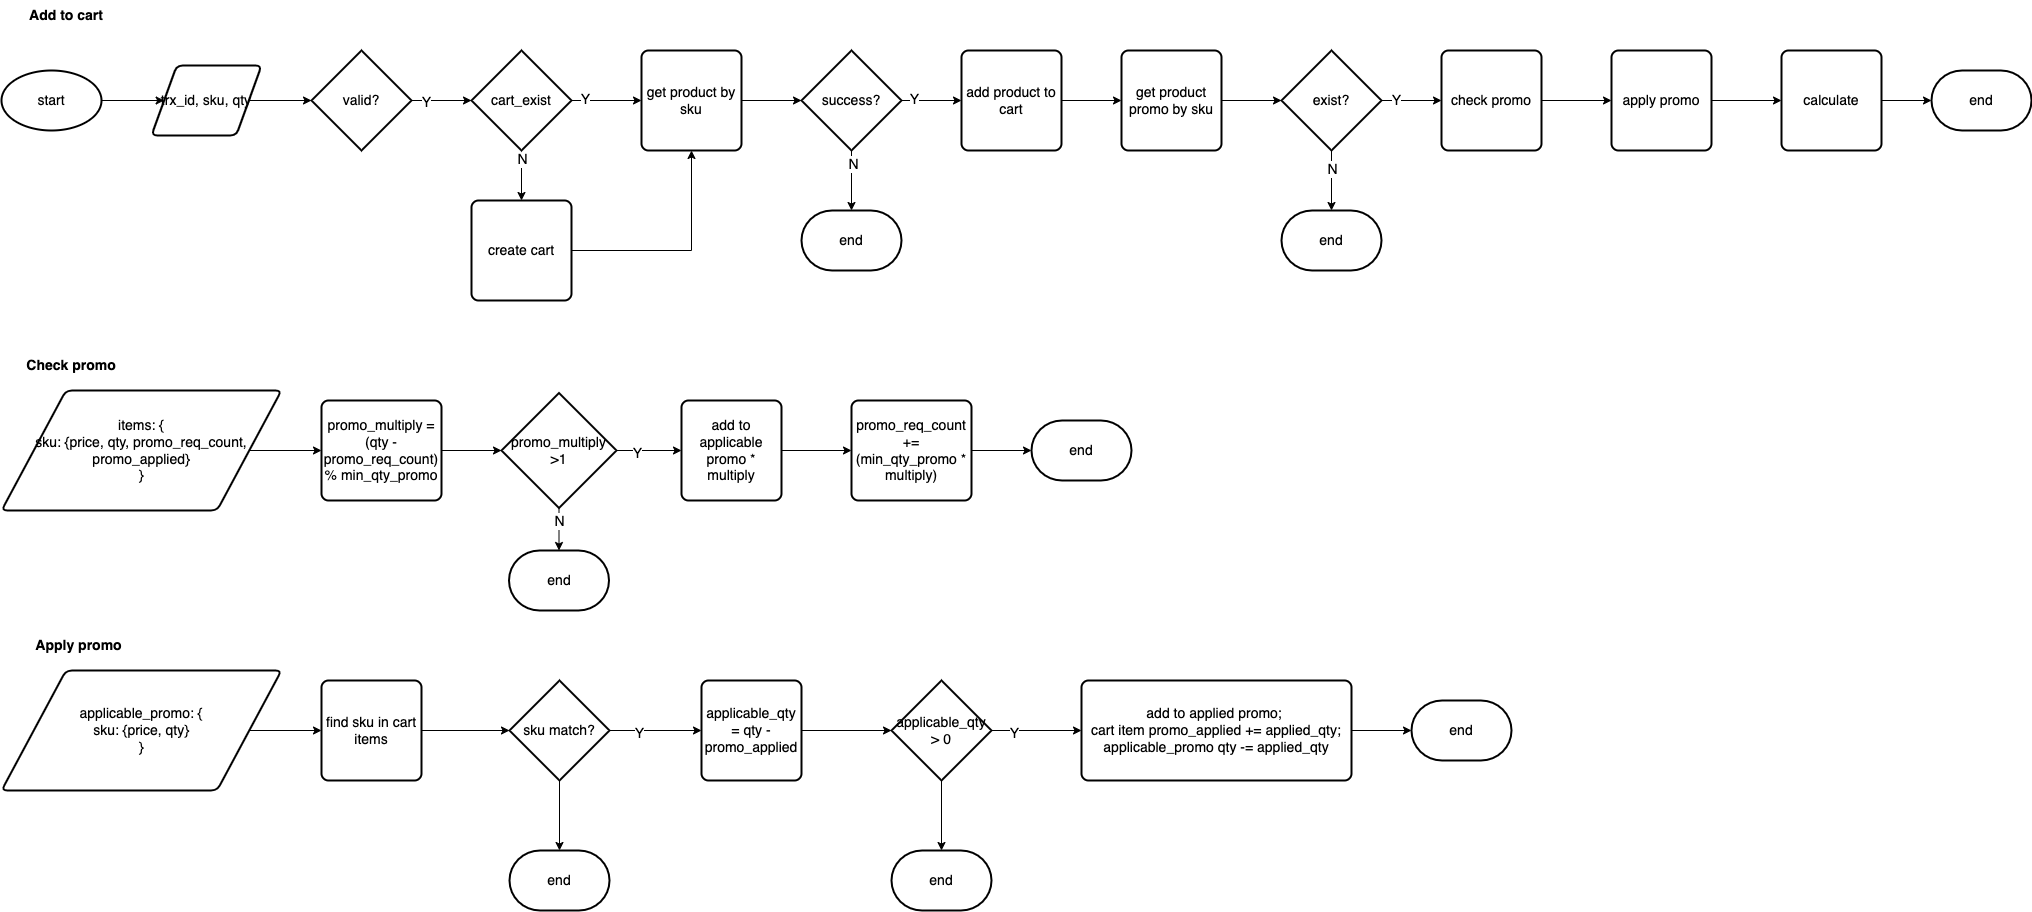 Add to cart
start
trx_id, sku, qty
valid?
Y
cart_exist
Y
get product by
sku
success?
Y
add product to
cart
get product
promo by sku
exist?
Y
check promo
apply promo
calculate
end
N
create cart
N
end
N
end
Check promo
items: {
sku: {price, qty, promo_req_count,
promo_applied}
}
promo_multiply =
(qty -
promo_req_count)
% min_qty_promo
promo_multiply
>1
Y
add to
applicable
promo *
multiply
promo_req_count
+=
(min_qty_promo *
multiply)
end
N
end
Apply promo
applicable_promo: {
sku: {price, qty}
}
find sku in cart
items
sku match?
Y
applicable_qty
= qty -
promo_applied
applicable_qty
> 0
Y
add to applied promo;
cart item promo_applied += applied_qty;
applicable_promo qty -= applied_qty
end
end
end